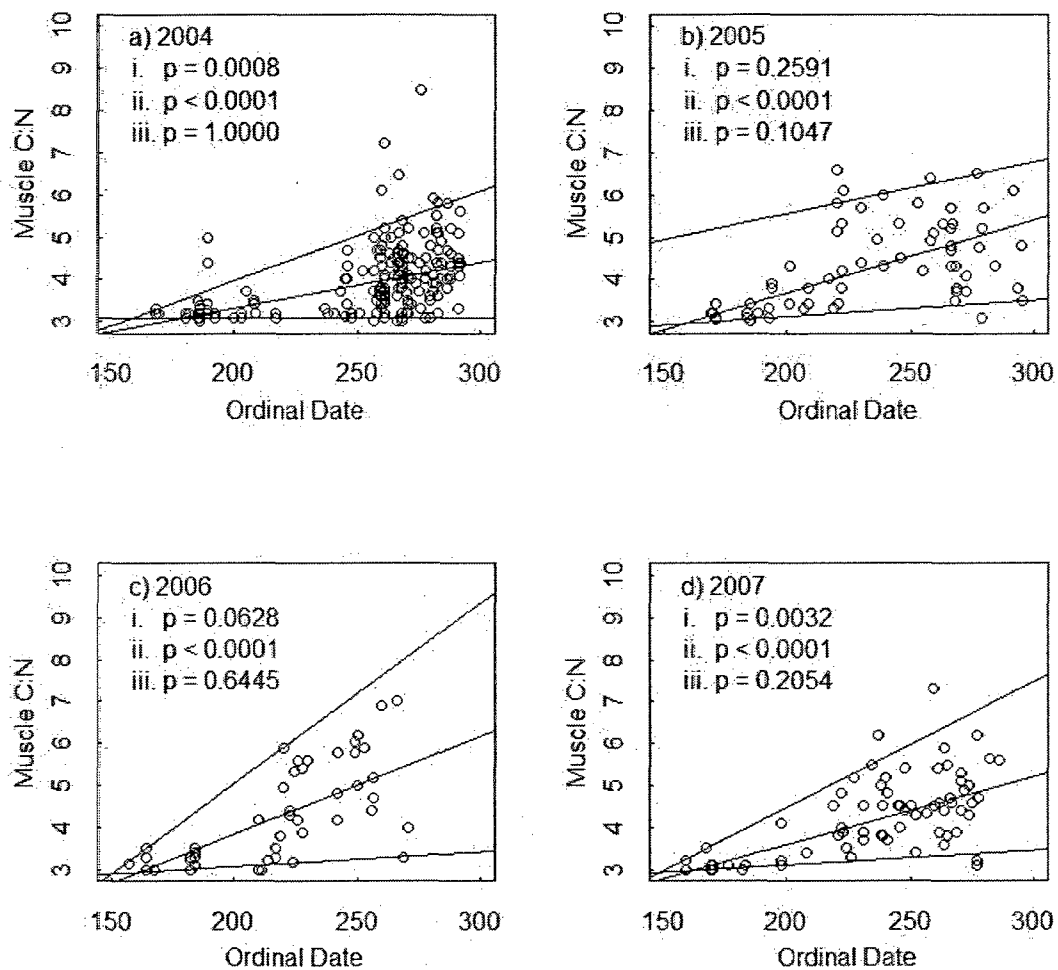 a) 2004
i. p = 0.0008
ii. p < 0.0001
iii. p = 1.0000
Muscle C:N
3 4 5 6 7 8 9 10
150 200 250 300
Ordinal Date
b) 2005
i. p = 0.2591
ii. p < 0.0001
iii. p = 0.1047
Muscle C:N
3 4 5 6 7 8 9 10
150 200 250 300
Ordinal Date
c) 2006
i. p = 0.0628
ii. p < 0.0001
iii. p = 0.6445
Muscle C:N
3 4 5 6 7 8 9 10
150 200 250 300
Ordinal Date
d) 2007
i. p = 0.0032
ii. p < 0.0001
iii. p = 0.2054
Muscle C:N
3 4 5 6 7 8 9 10
150 200 250 300
Ordinal Date